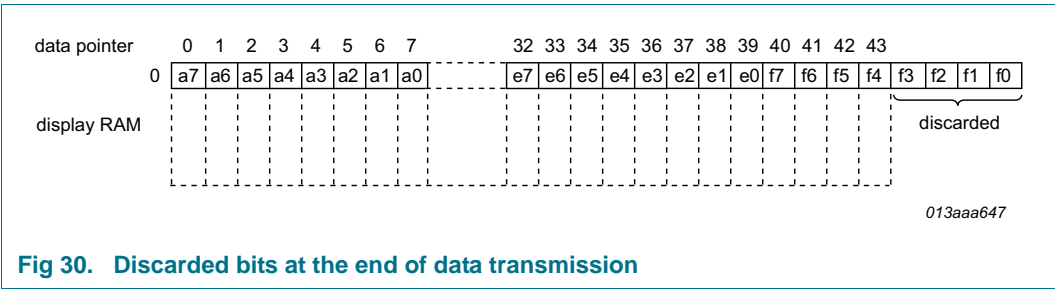 data pointer 0 1 2 3 4 5 6 7 32 33 34 35 36 37 38 39 40 41 42 43
0 a7 a6 a5 a4 a3 a2 a1 a0 e7 e6 e5 e4 e3 e2 e1 e0 f7 f6 f5 f4 f3 f2 f1 f0
display RAM discarded
013aaa647
Fig 30. Discarded bits at the end of data transmission